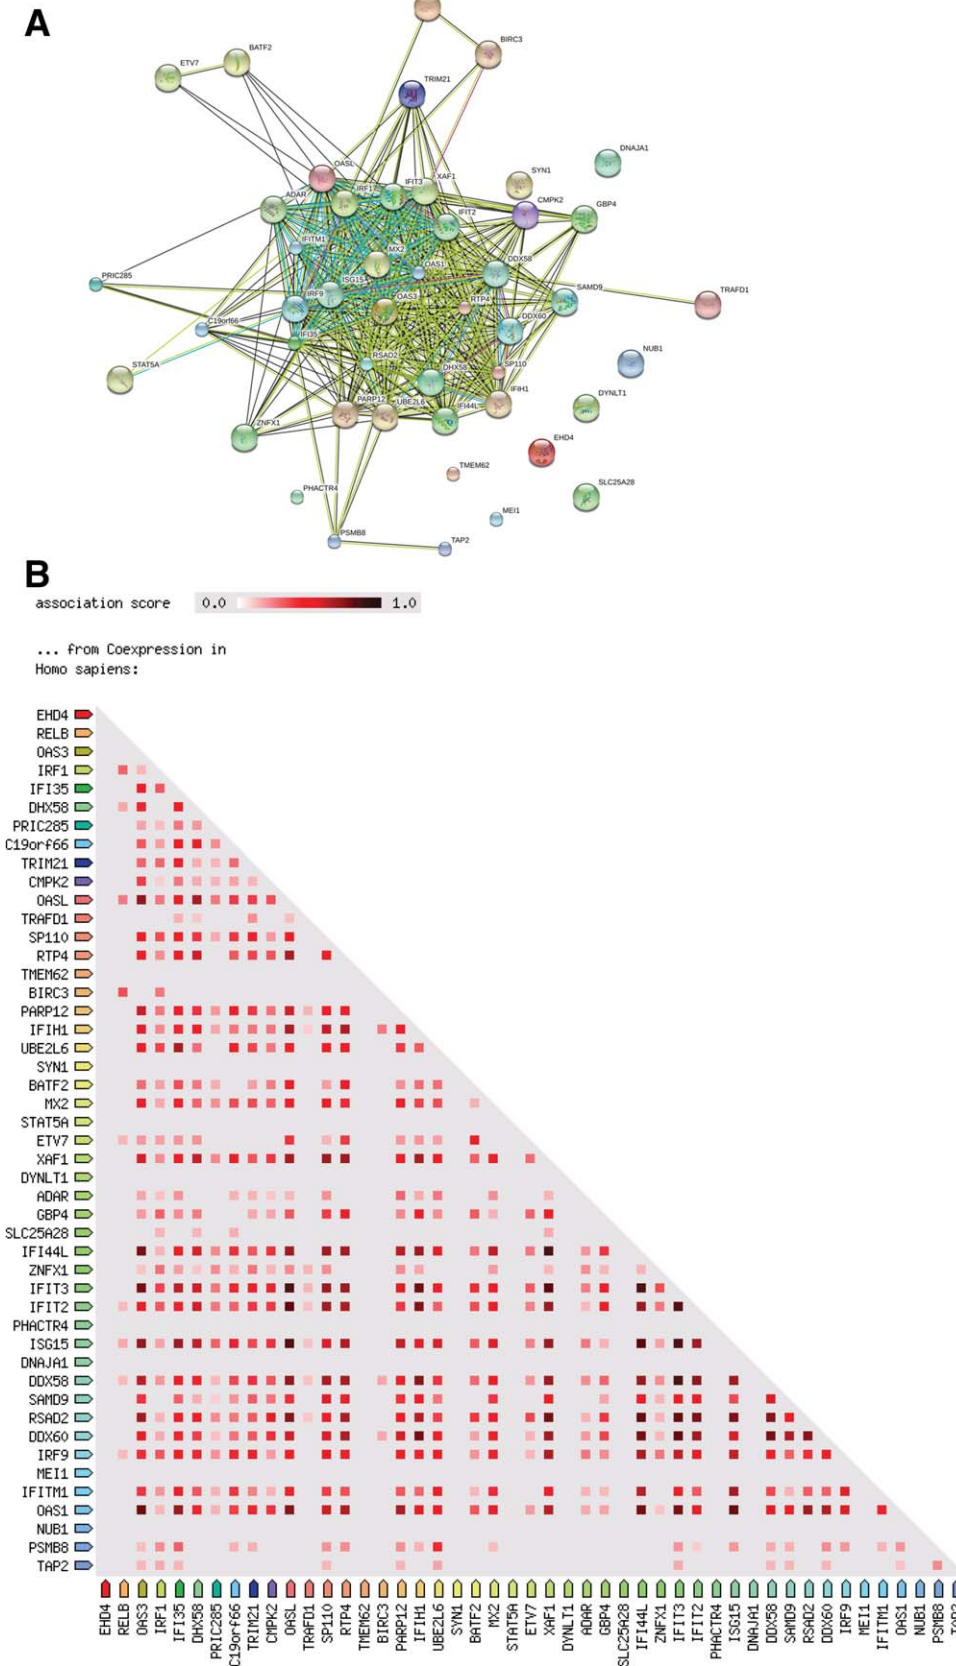 A
BIRC3
BATF2
ETV7
TRIM21
DNAJA1
OASL
XAF1
IFIT3
SYN1
IRF1
ADAR
CMPK2
GBP4
IFIT2
IFITM1
MX2
OAS1
DDX58
PRIC285
ISG15
SAMD9
TRAFD1
IRF9
OAS3
RTP4
C19orf66
DDX60
IFI35
NUB1
RSAD2
STAT5A
DHX58
SP110
IFIH1
DYNLT1
PARP12
UBE2L6
IFI44L
ZNFX1
EHD4
TMEM62
SLC25A28
PHACTR4
MEI1
PSMB8
TAP2
B
association score 0.0 1.0
... from Coexpression in
Homo sapiens:
EHD4
RELB
OAS3
IRF1
IFI35
DHX58
PRIC285
C19orf66
TRIM21
CMPK2
OASL
TRAFD1
SP110
RTP4
TMEM62
BIRC3
PARP12
IFIH1
UBE2L6
SYN1
BATF2
MX2
STAT5A
ETV7
XAF1
DYNLT1
ADAR
GBP4
SLC25A28
IFI44L
ZNFX1
IFIT3
IFIT2
PHACTR4
ISG15
DNAJA1
DDX58
SAMD9
RSAD2
DDX60
IRF9
MEI1
IFITM1
OAS1
NUB1
PSMB8
TAP2
EHD4 RELB OAS3 IRF1 IFI35 DHX58 PRIC285 C19orf66 TRIM21 CMPK2 OASL TRAFD1 SP110 RTP4 TMEM62 BIRC3 PARP12 IFIH1 UBE2L6 SYN1 BATF2 MX2 STAT5A ETV7 XAF1 DYNLT1 ADAR GBP4 SLC25A28 IFI44L ZNFX1 IFIT3 IFIT2 PHACTR4 ISG15 DNAJA1 DDX58 SAMD9 RSAD2 DDX60 IRF9 MEI1 IFITM1 OAS1 NUB1 PSMB8